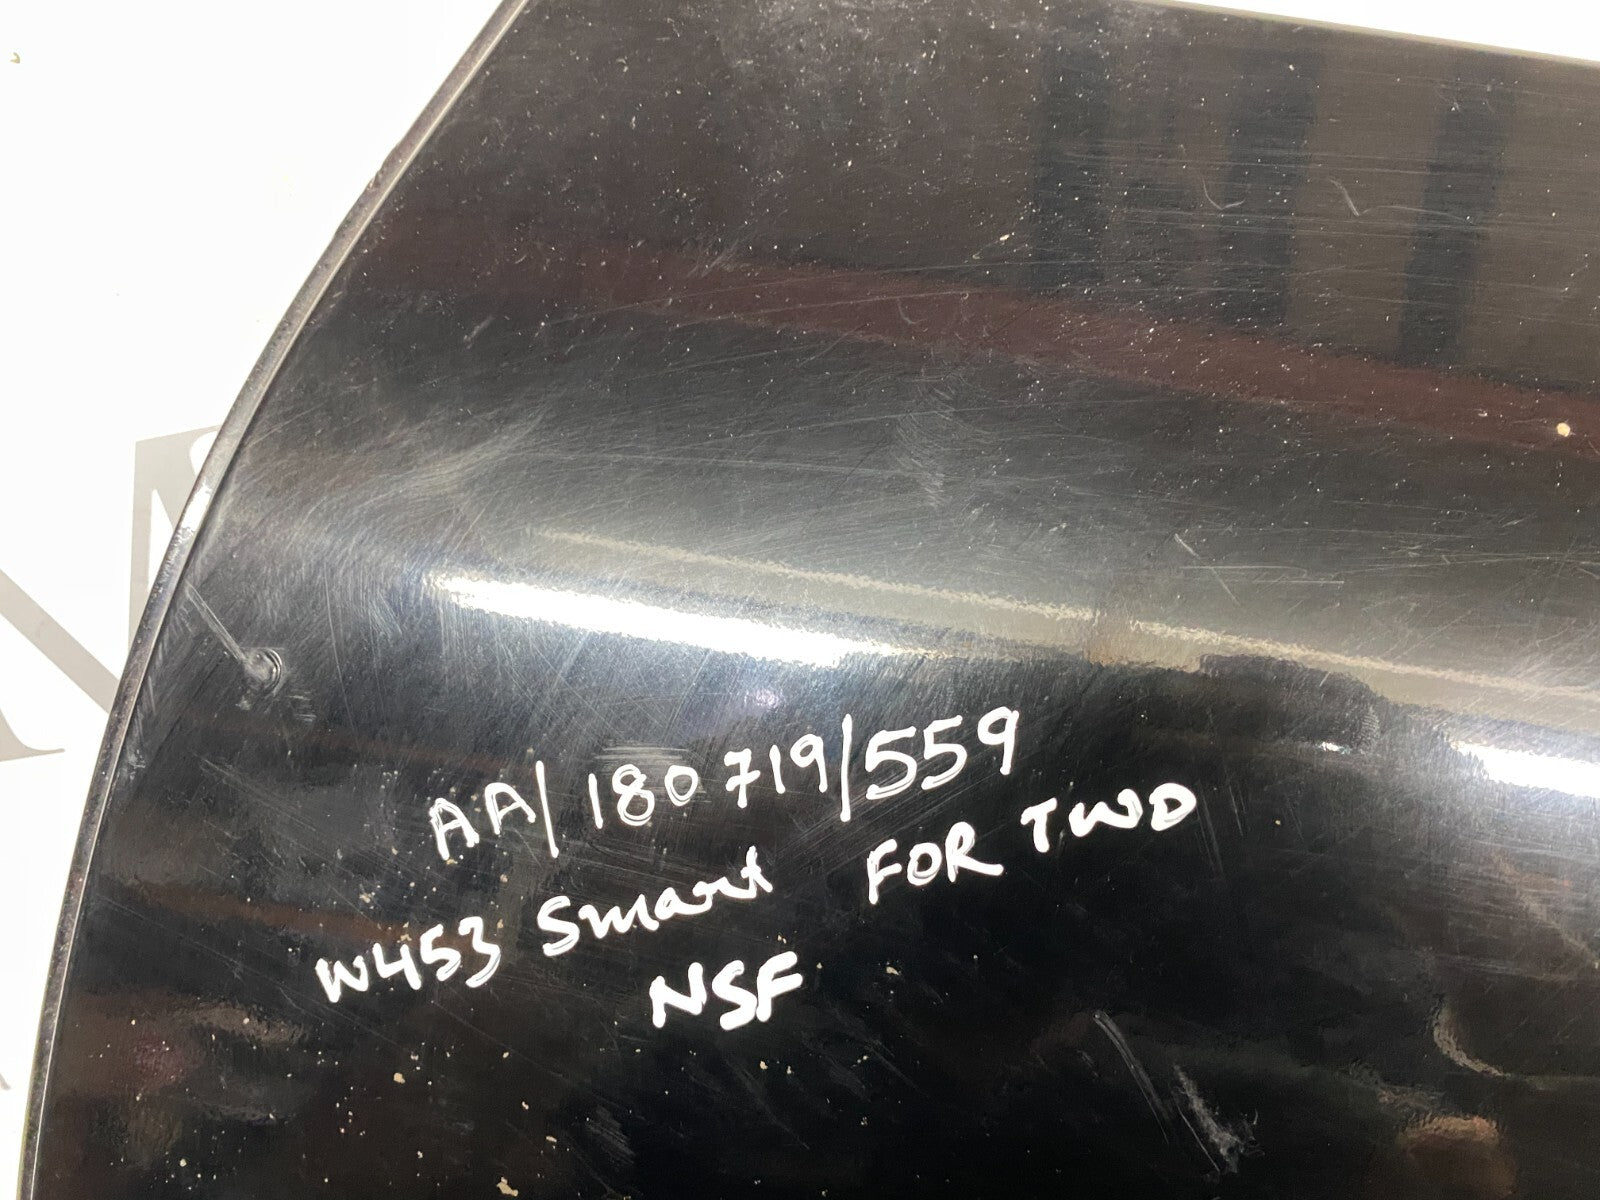 AA/180719/559
W453 Smart FOR TWO
NSF